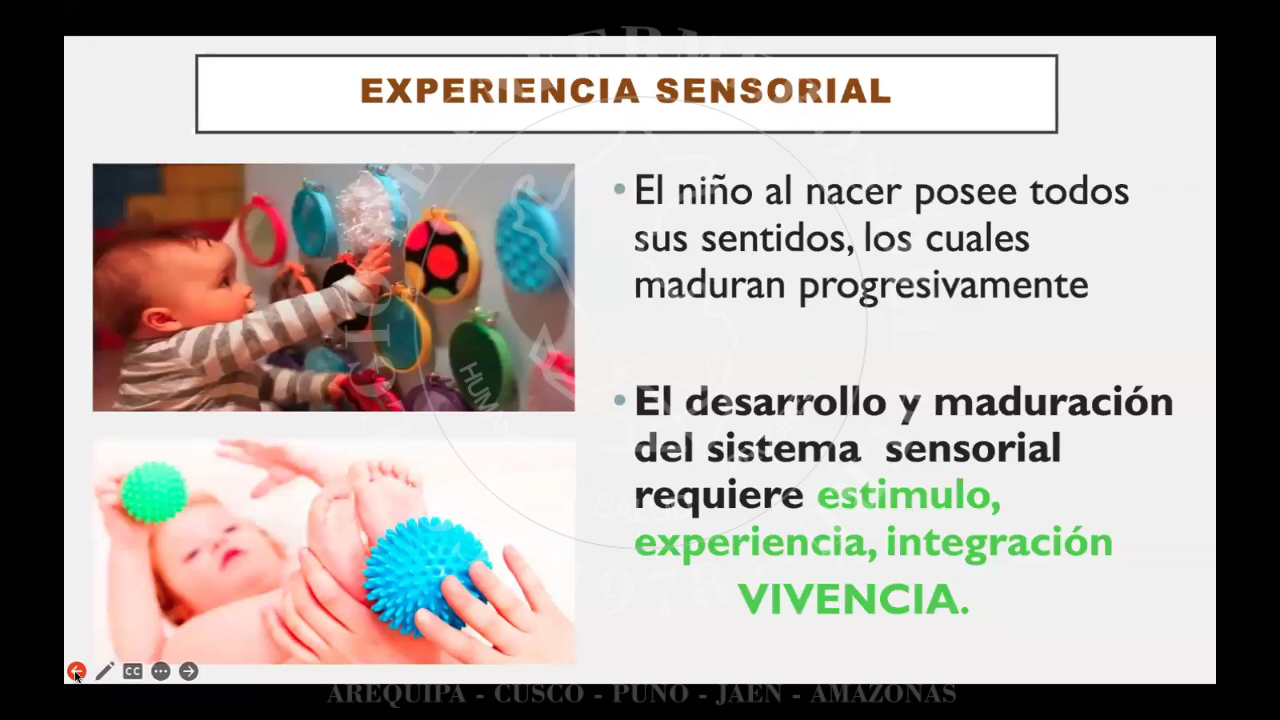 EXPERIENCIA SENSORIAL
El niño al nacer posee todos
sus sentidos, los cuales
maduran progresivamente
El desarrollo y maduración
del sistema sensorial
requiere estimulo,
experiencia, integración
VIVENCIA.
CC
AREQUIPA - CUSCO - PUNO - JAEN - AMAZONAS